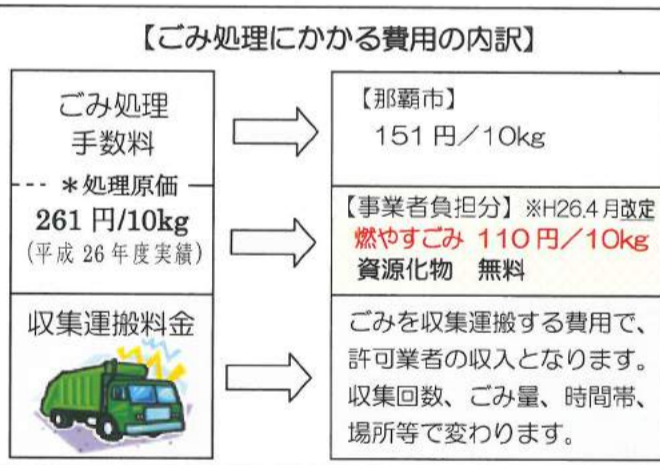 【ごみ処理にかかる費用の内訳】
ごみ処理
手数料
--- *処理原価
261 円/10kg
(平成 26 年度実績)
【那覇市】
151 円／10kg
【事業者負担分】※H26.4 月改定
燃やすごみ 110 円／10kg
資源化物　無料
収集運搬料金
ごみを収集運搬する費用で、
許可業者の収入となります。
収集回数、ごみ量、時間帯、
場所等で変わります。